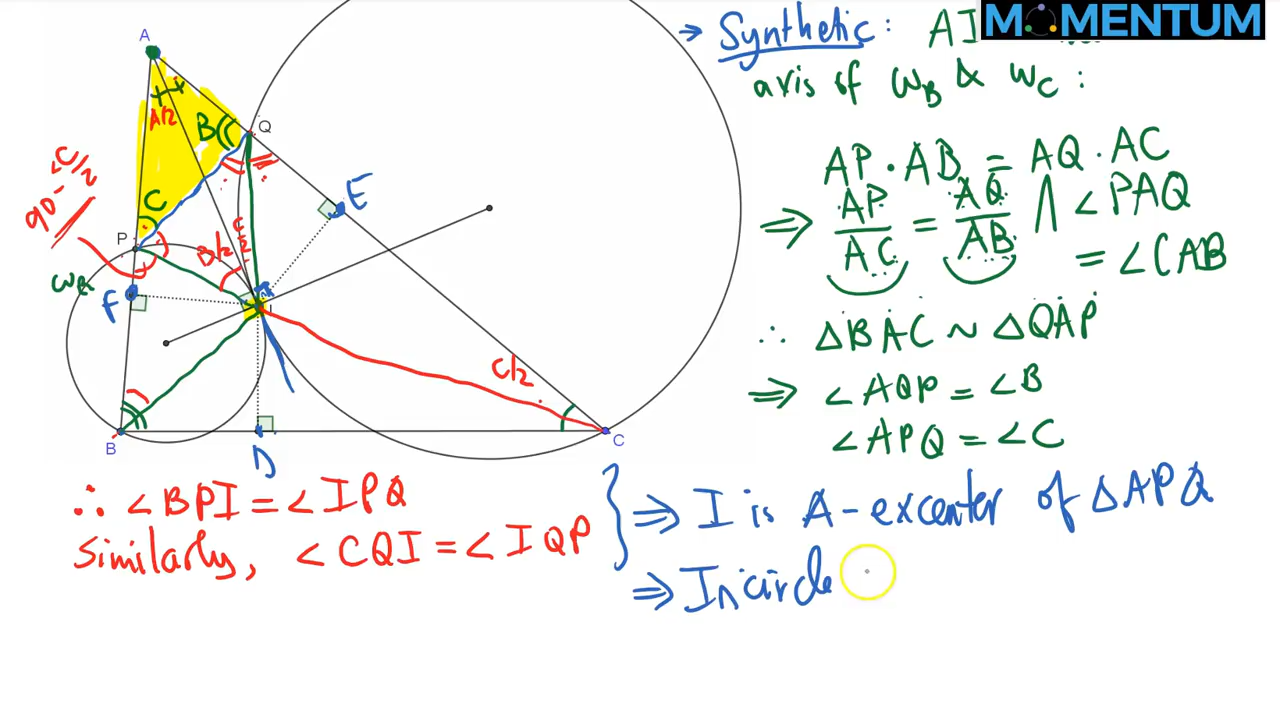 MOMENTUM
→ Synthetic: AI
axis of ω_B & ω_C :
AP·AB = AQ·AC
⇒ AP/AC = AQ/AB ∧ ∠PAQ
= ∠CAB
∴ ΔBAC ~ ΔQAP
⇒ ∠AQP = ∠B
∠APQ = ∠C
A
A/2
B
Q
90°-C/2
C
E
P
B/2
C/2
ω_B
F
I
C/2
B
D
C
∴ ∠BPI = ∠IPQ
similarly, ∠CQI = ∠IQP
⇒ I is A-excenter of ΔAPQ
⇒ Incircle